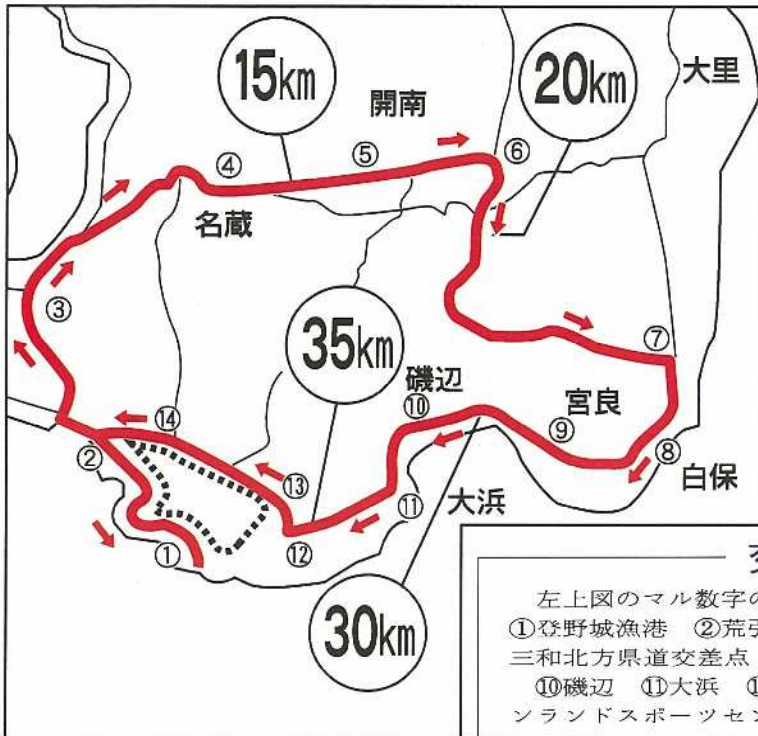 15km
20km
大里
開南
④
⑤
⑥
名蔵
③
35km
⑦
磯辺
⑩
宮良
⑭
⑨
②
⑧
⑬
白保
⑪
大浜
①
⑫
30km
左上図のマル数字の
①登野城漁港 ②荒
三和北方県道交差点
⑩磯辺 ⑪大浜
ンランドスポーツセン